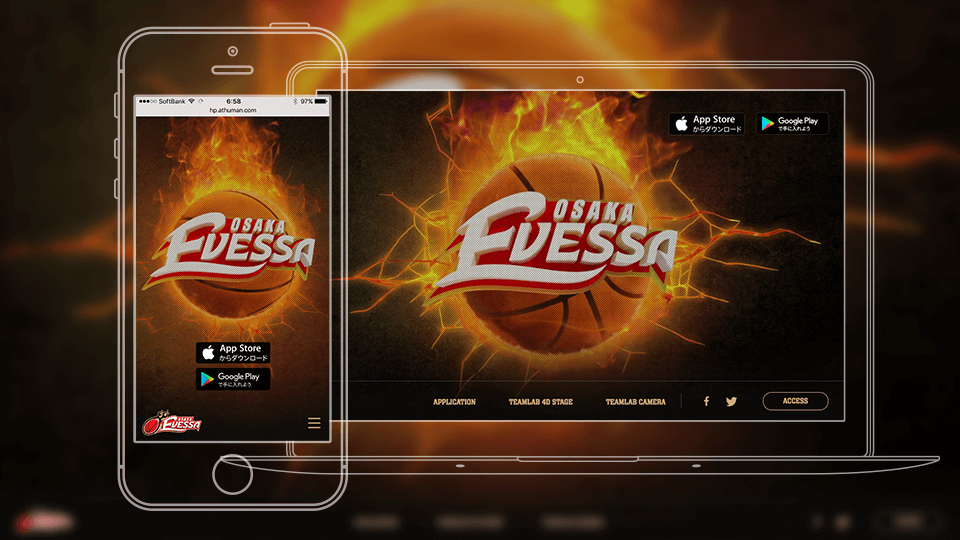 SoftBank 6:58 97%
hp.athuman.com
OSAKA
EVESSA
App Store
からダウンロード
Google Play
で手に入れよう
EVESSA
App Store
からダウンロード
Google Play
で手に入れよう
OSAKA
EVESSA
APPLICATION TEAMLAB 4D STAGE TEAMLAB CAMERA ACCESS